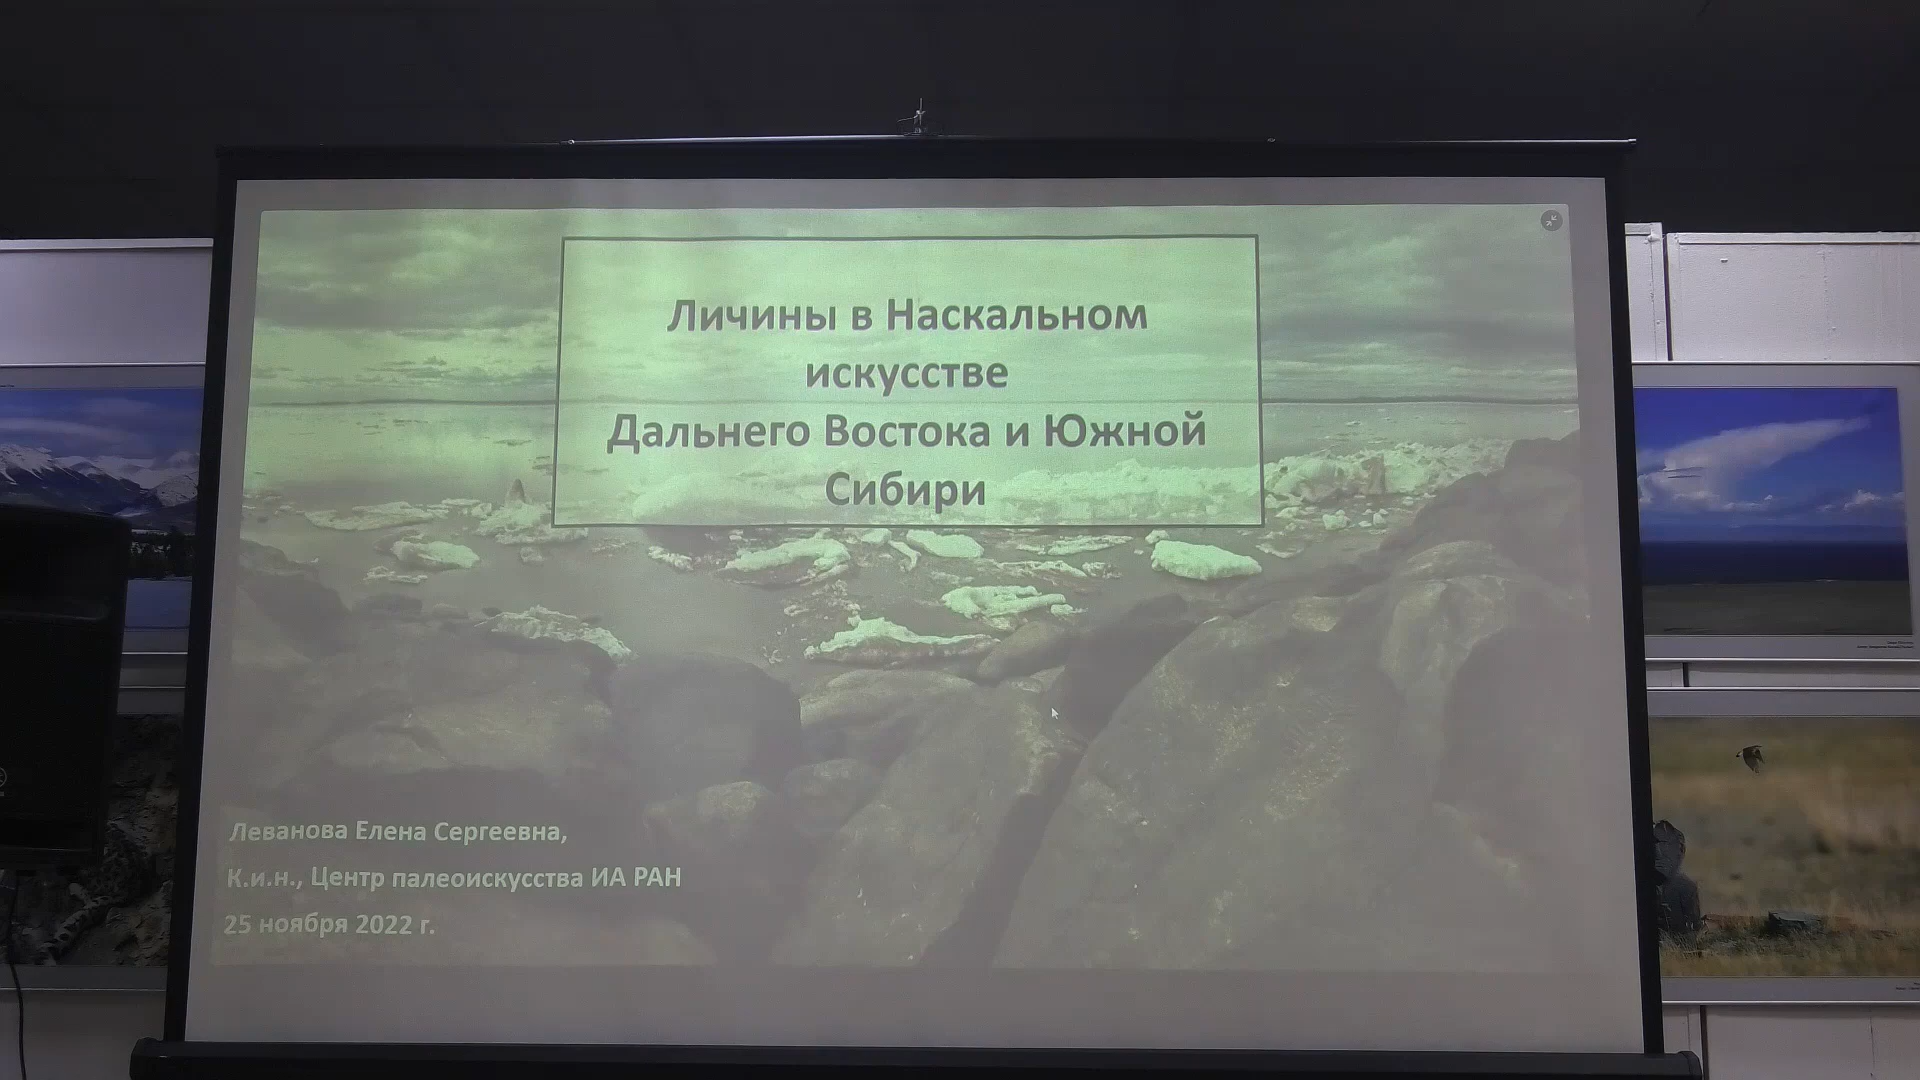 Личины в Наскальном
искусстве
Дальнего Востока и Южной
Сибири
Леванова Елена Сергеевна,
К.и.н., Центр палеоискусства ИА РАН
25 ноября 2022 г.